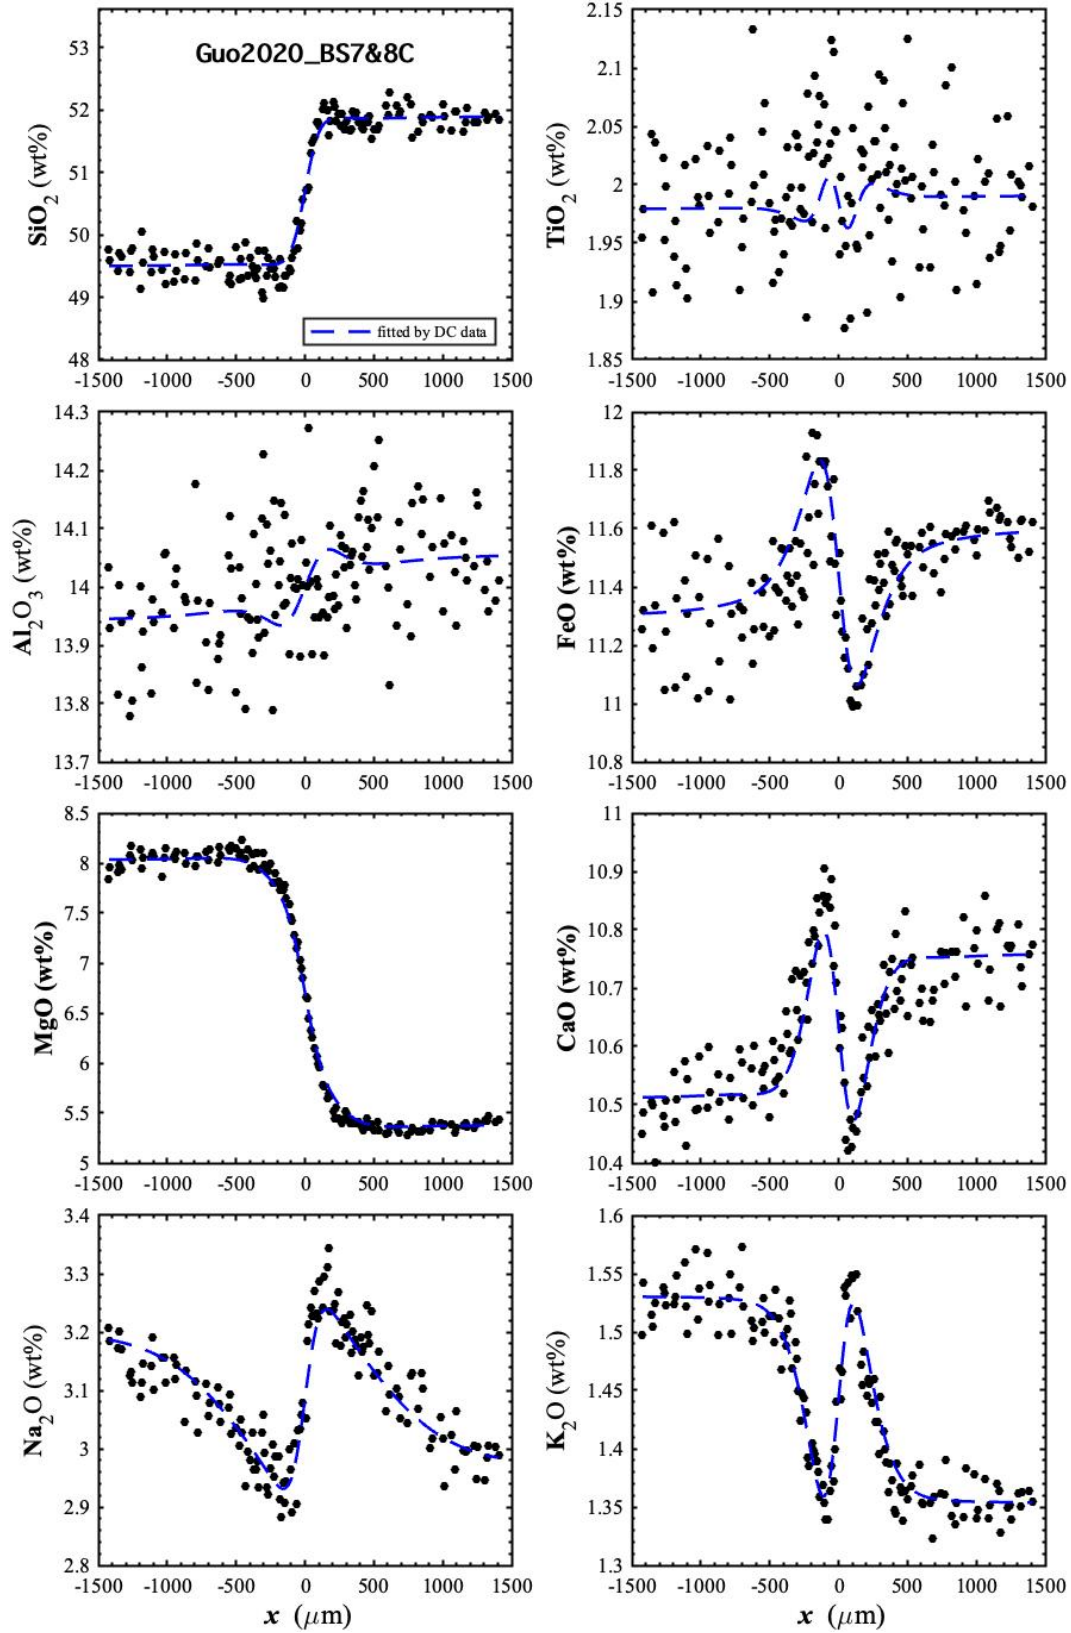 Guo2020_BS7&8C
SiO2 (wt%)
53
52
51
50
49
48
fitted by DC data
-1500 -1000 -500 0 500 1000 1500
TiO2 (wt%)
2.15
2.1
2.05
2
1.95
1.9
1.85
-1500 -1000 -500 0 500 1000 1500
Al2O3 (wt%)
14.3
14.2
14.1
14
13.9
13.8
13.7
-1500 -1000 -500 0 500 1000 1500
FeO (wt%)
12
11.8
11.6
11.4
11.2
11
10.8
-1500 -1000 -500 0 500 1000 1500
MgO (wt%)
8.5
8
7.5
7
6.5
6
5.5
5
-1500 -1000 -500 0 500 1000 1500
CaO (wt%)
11
10.9
10.8
10.7
10.6
10.5
10.4
-1500 -1000 -500 0 500 1000 1500
Na2O (wt%)
3.4
3.3
3.2
3.1
3
2.9
2.8
-1500 -1000 -500 0 500 1000 1500
x (μm)
K2O (wt%)
1.6
1.55
1.5
1.45
1.4
1.35
1.3
-1500 -1000 -500 0 500 1000 1500
x (μm)